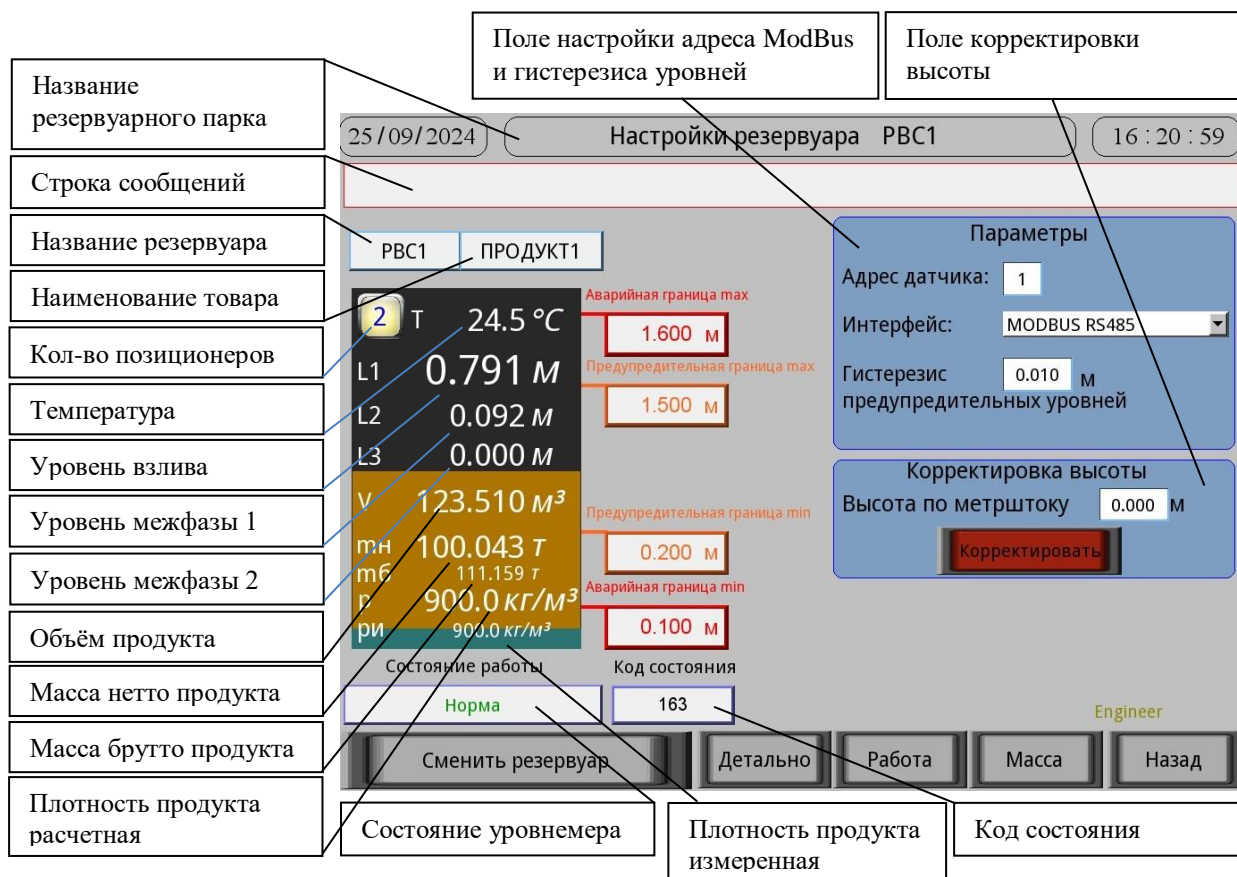 Поле настройки адреса ModBus
и гистерезиса уровней
Поле корректировки
высоты
Название
резервуарного парка
Строка сообщений
Название резервуара
Наименование товара
Кол-во позиционеров
Температура
Уровень взлива
Уровень межфазы 1
Уровень межфазы 2
Объём продукта
Масса нетто продукта
Масса брутто продукта
Плотность продукта
расчетная
25/09/2024
Настройки резервуара РВС1
16:20:59
РВС1
ПРОДУКТ1
2 T 24.5 °C
L1 0.791 м
L2 0.092 м
L3 0.000 м
V 123.510 м³
mн 100.043 т
mб 111.159 т
р 900.0 кг/м³
ри 900.0 кг/м³
Аварийная граница max
1.600 м
Предупредительная граница max
1.500 м
Предупредительная граница min
0.200 м
Аварийная граница min
0.100 м
Параметры
Адрес датчика: 1
Интерфейс: MODBUS RS485
Гистерезис 0.010 м
предупредительных уровней
Корректировка высоты
Высота по метрштоку 0.000 м
Корректировать
Состояние работы
Норма
Код состояния
163
Engineer
Сменить резервуар
Детально
Работа
Масса
Назад
Состояние уровнемера
Плотность продукта
измеренная
Код состояния